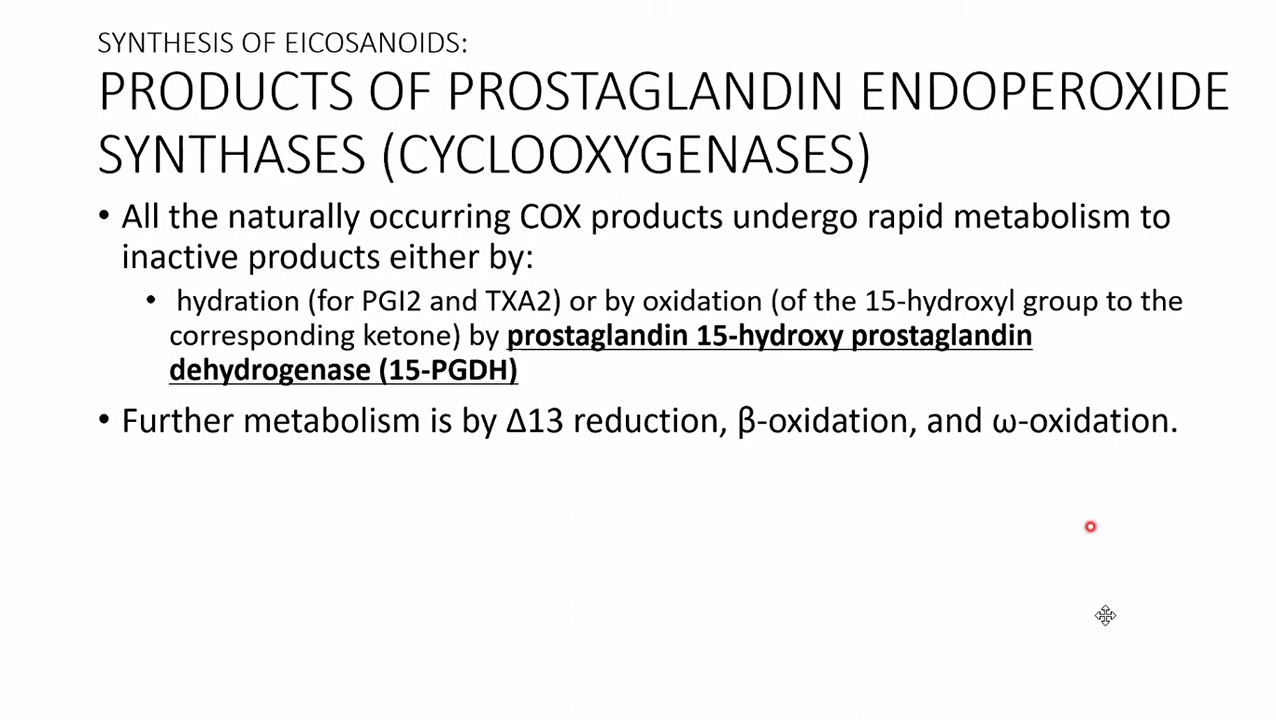 SYNTHESIS OF EICOSANOIDS:
PRODUCTS OF PROSTAGLANDIN ENDOPEROXIDE
SYNTHASES (CYCLOOXYGENASES)
• All the naturally occurring COX products undergo rapid metabolism to
inactive products either by:
• hydration (for PGI2 and TXA2) or by oxidation (of the 15-hydroxyl group to the
corresponding ketone) by prostaglandin 15-hydroxy prostaglandin
dehydrogenase (15-PGDH)
• Further metabolism is by Δ13 reduction, β-oxidation, and ω-oxidation.